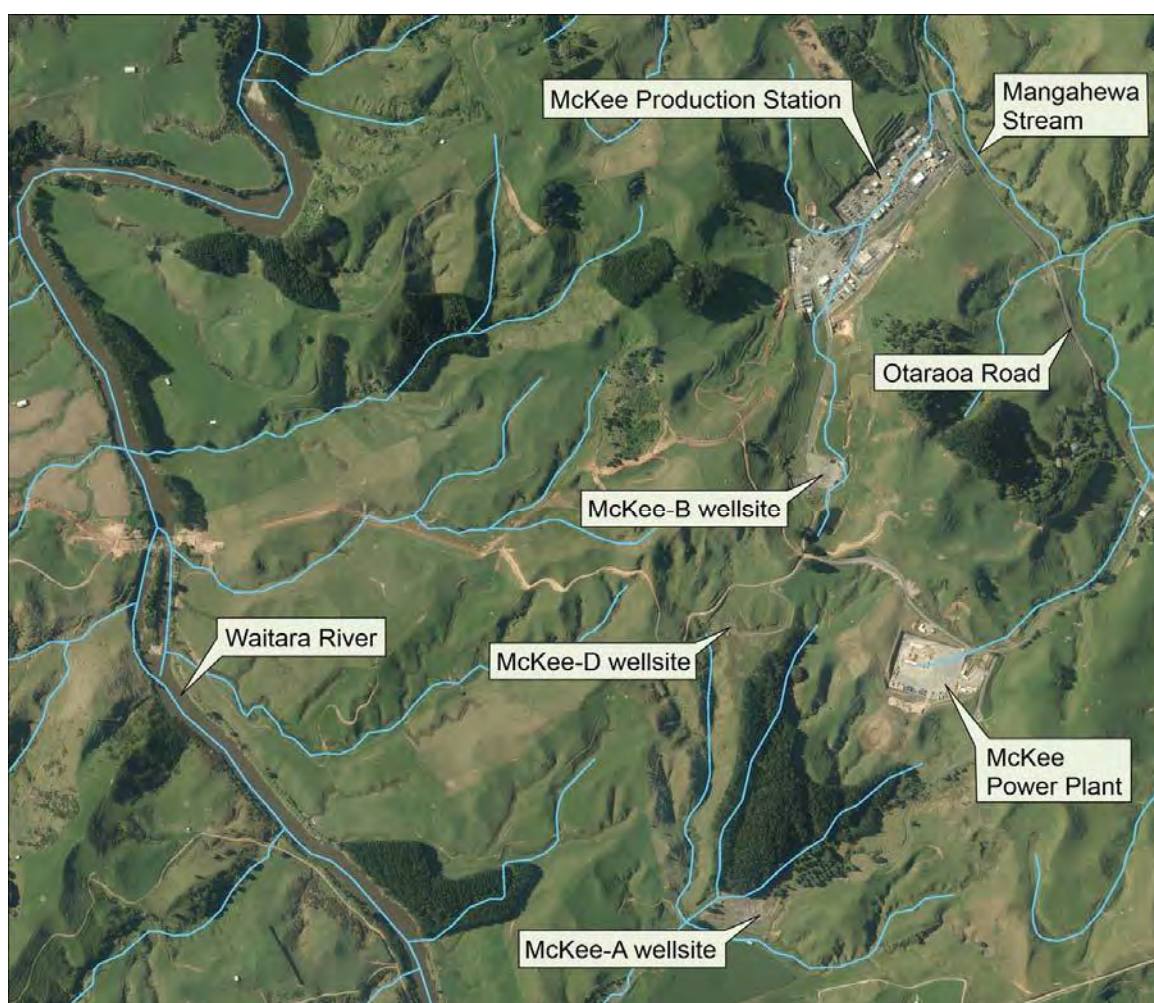 McKee Production Station
Mangahewa
Stream
Otaraoa Road
McKee-B wellsite
Waitara River
McKee-D wellsite
McKee
Power Plant
McKee-A wellsite